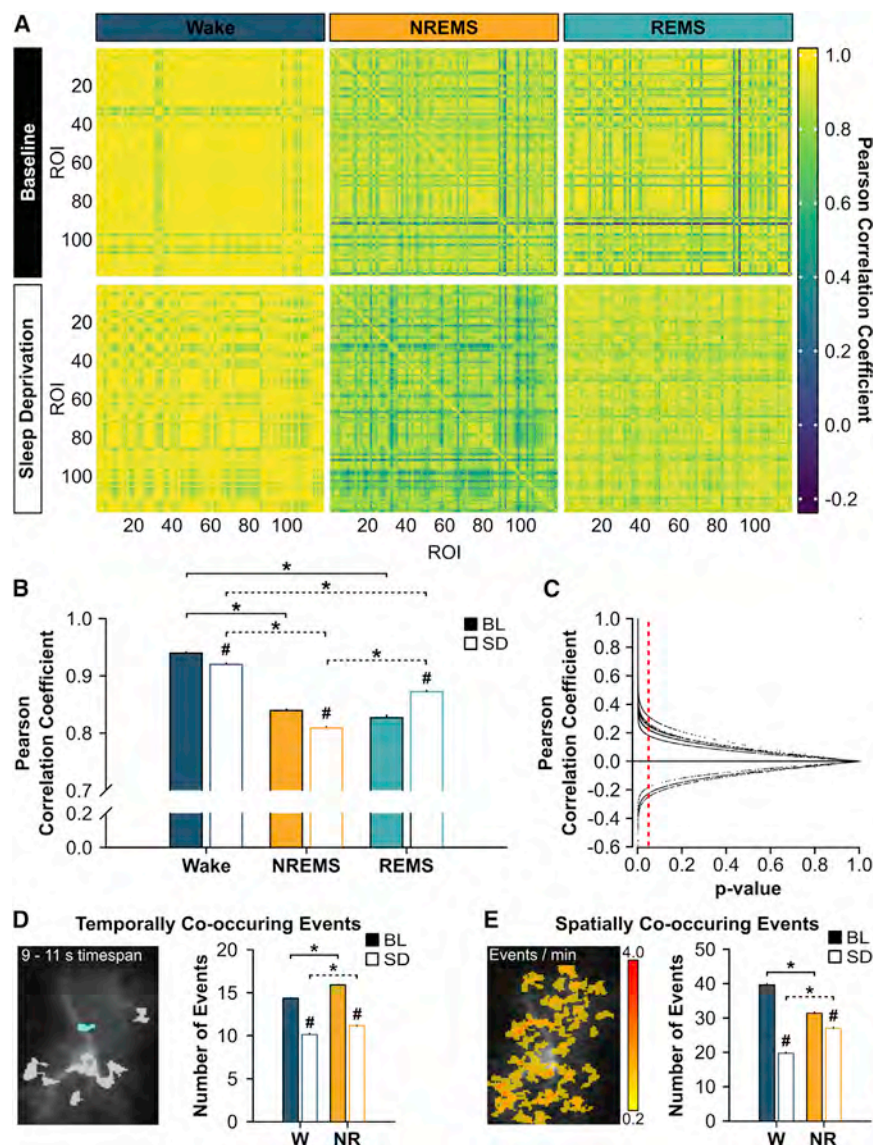 A
Wake NREMS REMS
Baseline
ROI
20
40
60
80
100
Sleep Deprivation
ROI
20
40
60
80
100
20 40 60 80 100 20 40 60 80 100 20 40 60 80 100
ROI
1.0
0.8
0.6
0.4
0.2
0.0
-0.2
Pearson Correlation Coefficient
B
Pearson
Correlation Coefficient
1.0
0.9
0.8
0.7
0.2
0.0
* * * * *
# # #
BL
SD
Wake NREMS REMS
C
Pearson
Correlation Coefficient
1.0
0.8
0.6
0.4
0.2
0.0
-0.2
-0.4
-0.6
0.0 0.2 0.4 0.6 0.8 1.0
p-value
D Temporally Co-occuring Events
9 - 11 s timespan
Number of Events
20
15
10
5
0
* *
# #
BL
SD
W NR
E Spatially Co-occuring Events
Events / min
4.0
0.2
Number of Events
50
40
30
20
10
0
* *
# #
BL
SD
W NR